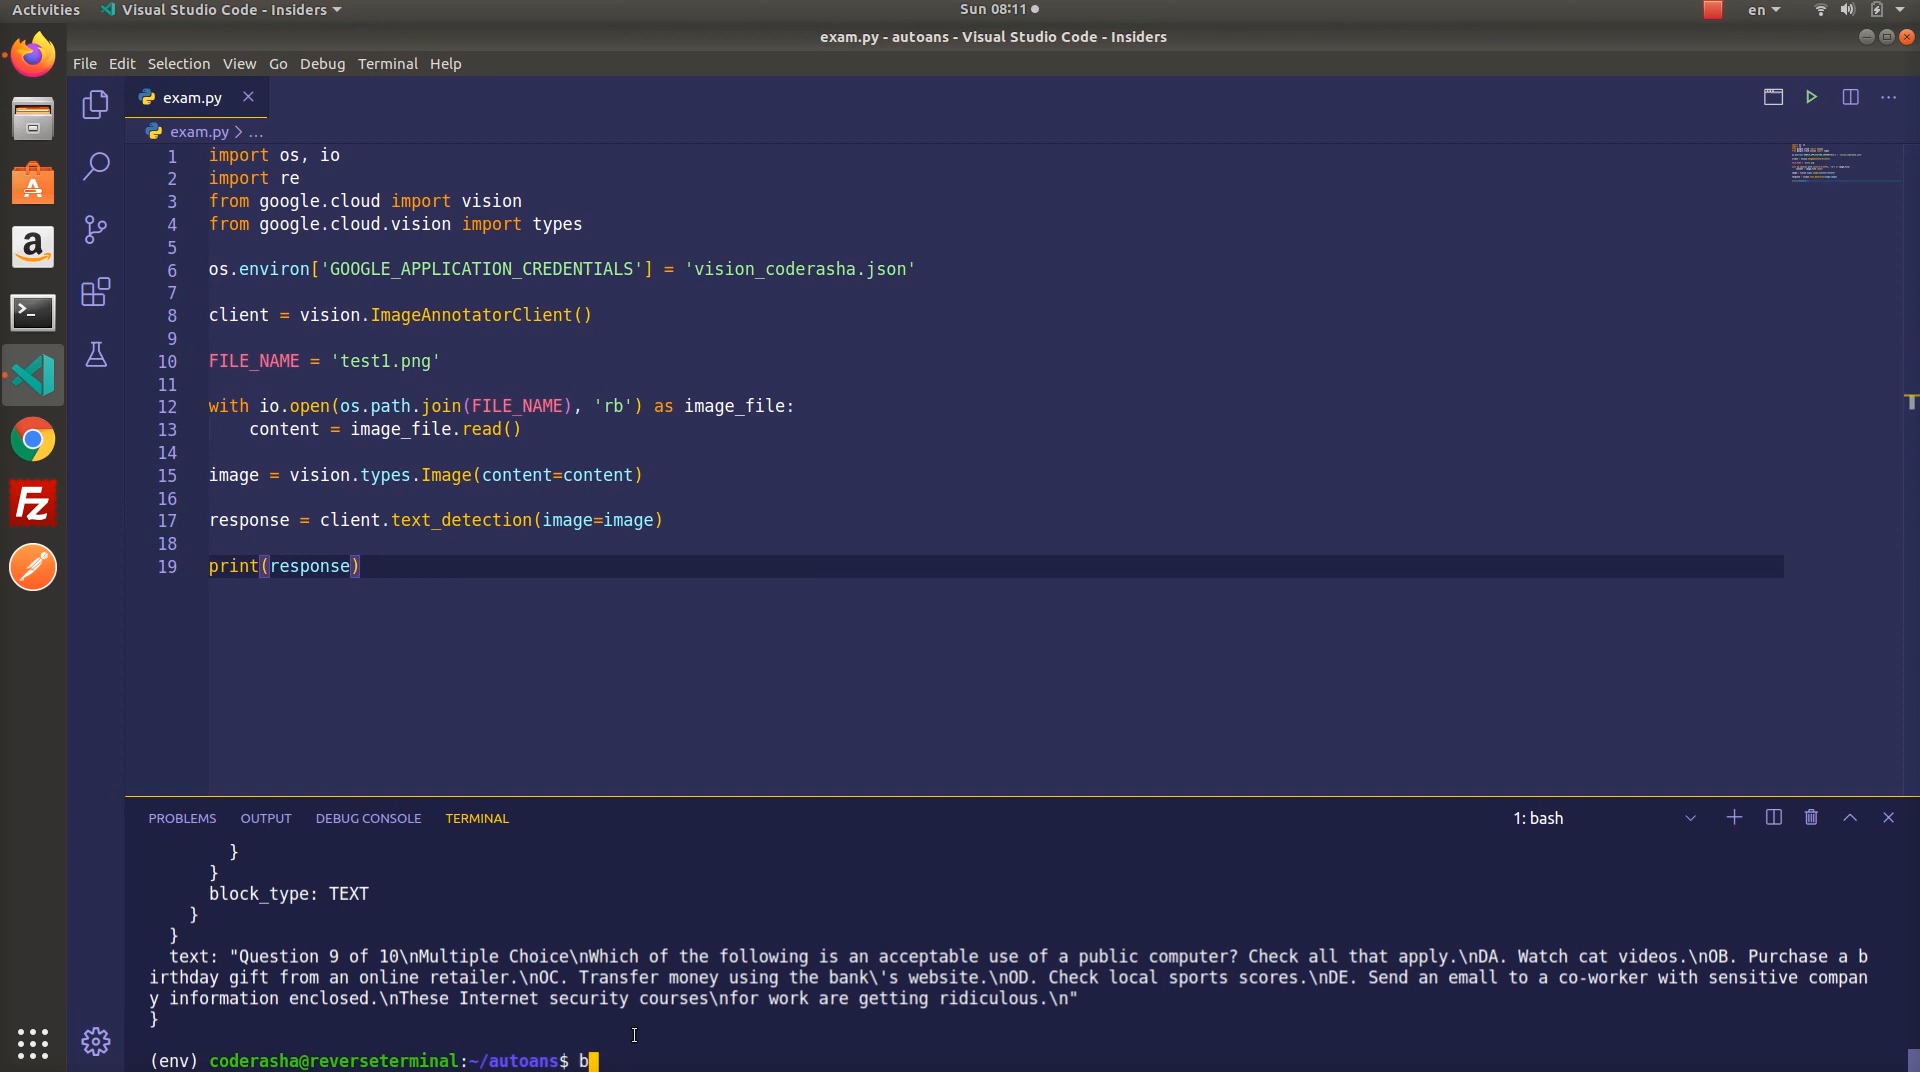 Activities Visual Studio Code - Insiders Sun 08:11 en
exam.py - autoans - Visual Studio Code - Insiders
File Edit Selection View Go Debug Terminal Help
exam.py
exam.py > ...
1 import os, io
2 import re
3 from google.cloud import vision
4 from google.cloud.vision import types
5
6 os.environ['GOOGLE_APPLICATION_CREDENTIALS'] = 'vision_coderasha.json'
7
8 client = vision.ImageAnnotatorClient()
9
10 FILE_NAME = 'test1.png'
11
12 with io.open(os.path.join(FILE_NAME), 'rb') as image_file:
13     content = image_file.read()
14
15 image = vision.types.Image(content=content)
16
17 response = client.text_detection(image=image)
18
19 print(response)
PROBLEMS OUTPUT DEBUG CONSOLE TERMINAL 1: bash
}
}
block_type: TEXT
}
}
text: "Question 9 of 10\nMultiple Choice\nWhich of the following is an acceptable use of a public computer? Check all that apply.\nDA. Watch cat videos.\nOB. Purchase a b
irthday gift from an online retailer.\nOC. Transfer money using the bank\'s website.\nOD. Check local sports scores.\nDE. Send an emall to a co-worker with sensitive compan
y information enclosed.\nThese Internet security courses\nfor work are getting ridiculous.\n"
}
(env) coderasha@reverseterminal:~/autoans$ b